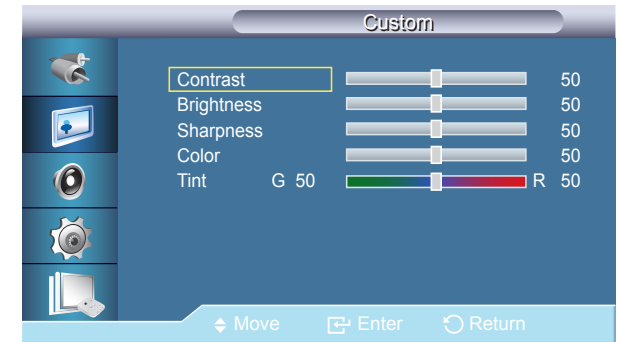 Custom
Contrast 50
Brightness 50
Sharpness 50
Color 50
Tint G 50 R 50
Move Enter Return